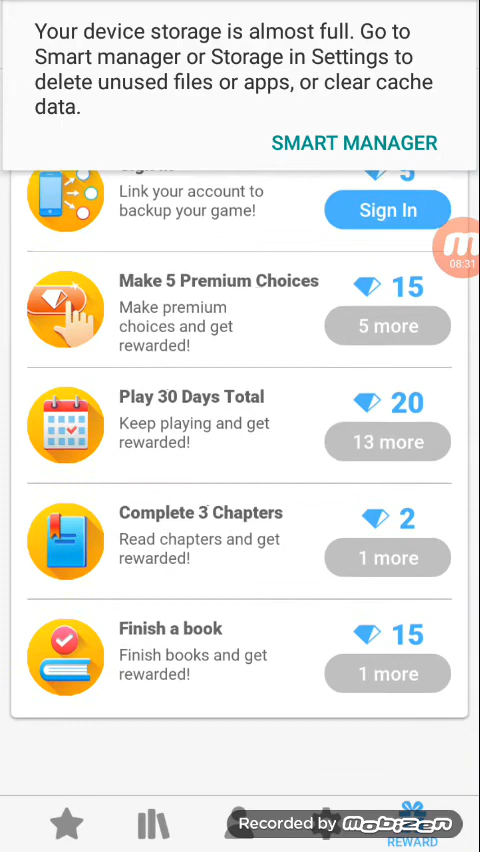 Your device storage is almost full. Go to
Smart manager or Storage in Settings to
delete unused files or apps, or clear cache
data.
SMART MANAGER
5
Link your account to
backup your game!
Sign In
08:31
Make 5 Premium Choices
15
Make premium
choices and get
rewarded!
5 more
Play 30 Days Total
20
Keep playing and get
rewarded!
13 more
Complete 3 Chapters
2
Read chapters and get
rewarded!
1 more
Finish a book
15
Finish books and get
rewarded!
1 more
Recorded by MOBIZEN
REWARD